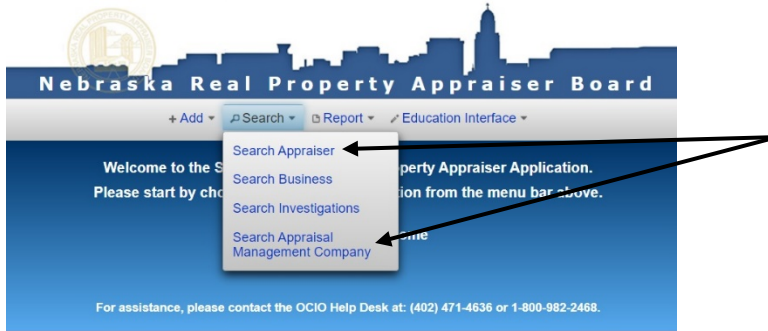 Nebraska Real Property Appraiser Board
+ Add Search Report Education Interface
Search Appraiser
Search Business
Search Investigations
Search Appraisal
Management Company
Welcome to the S perty Appraiser Application.
Please start by cho ion from the menu bar above.
ome
For assistance, please contact the OCIO Help Desk at: (402) 471-4636 or 1-800-982-2468.